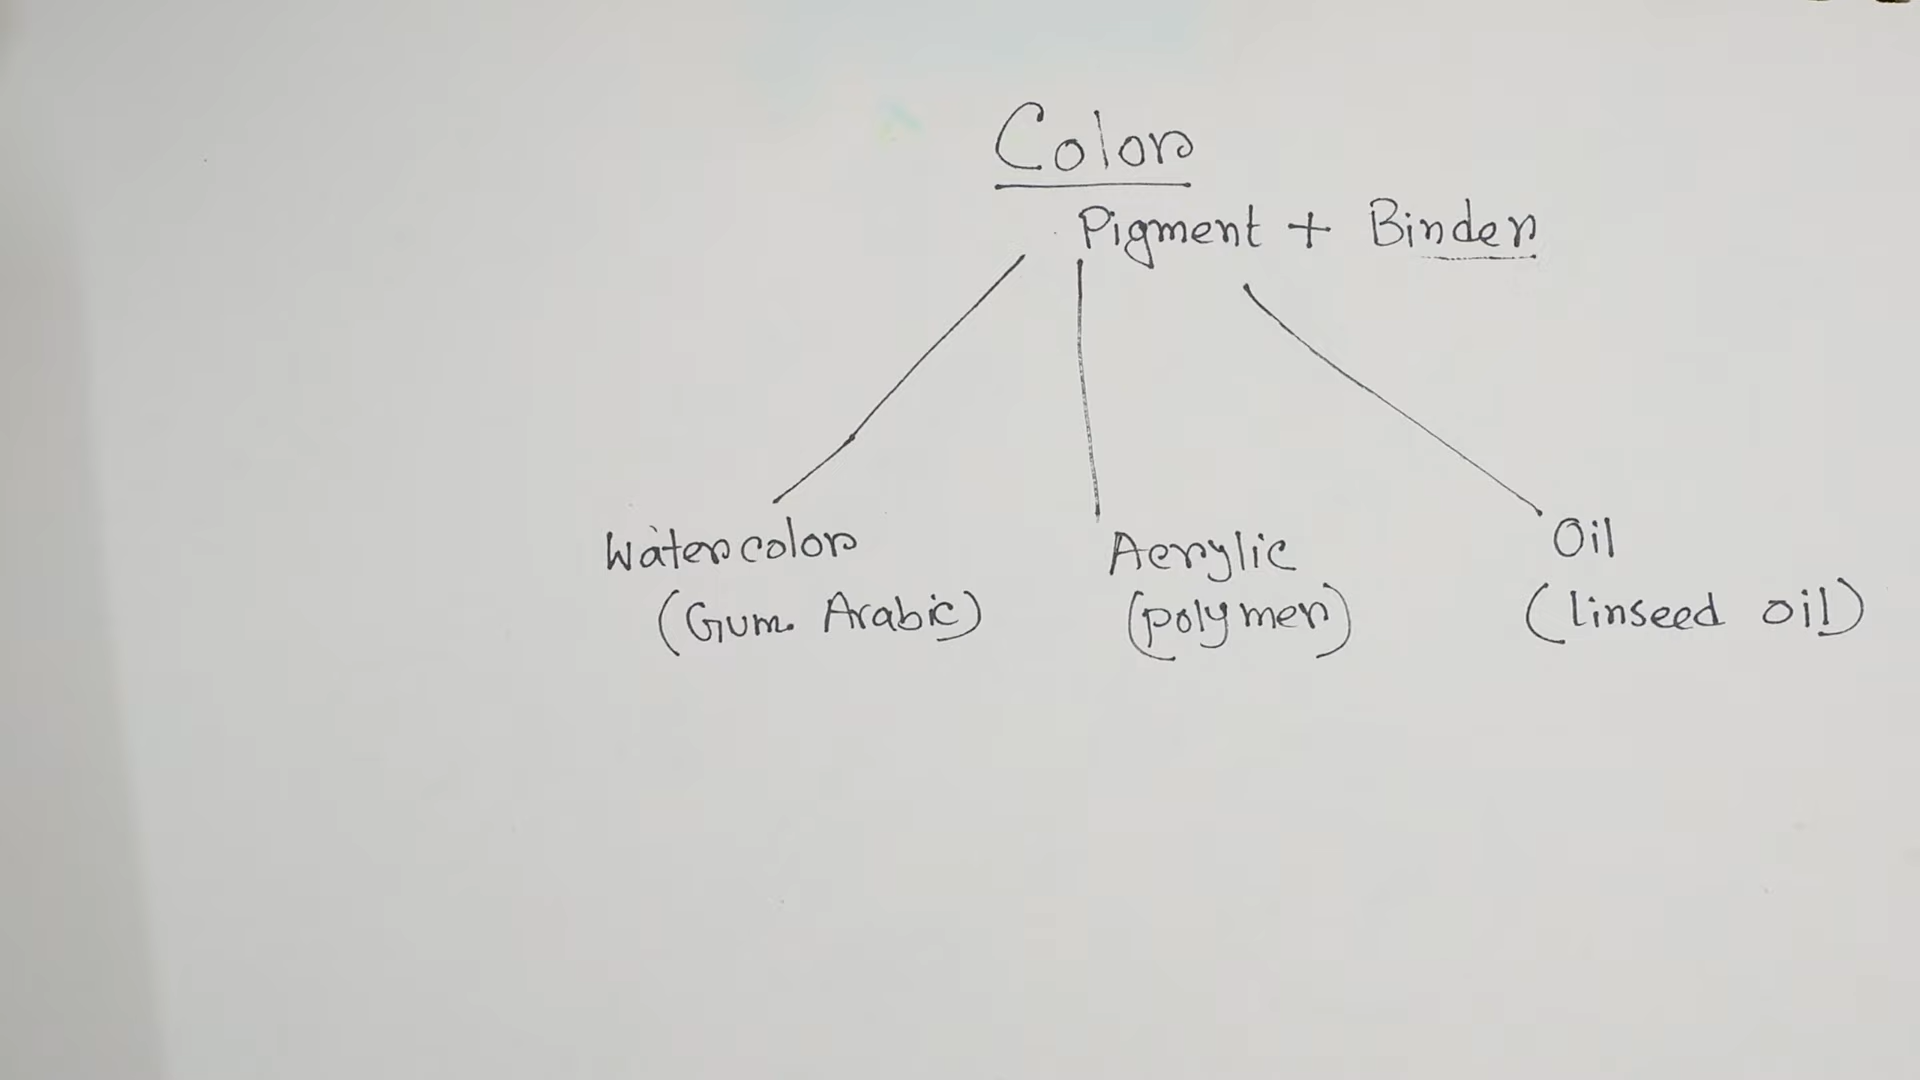 Color
Pigment + Binder
Watercolor
(Gum Arabic)
Acrylic
(polymer)
Oil
(linseed oil)